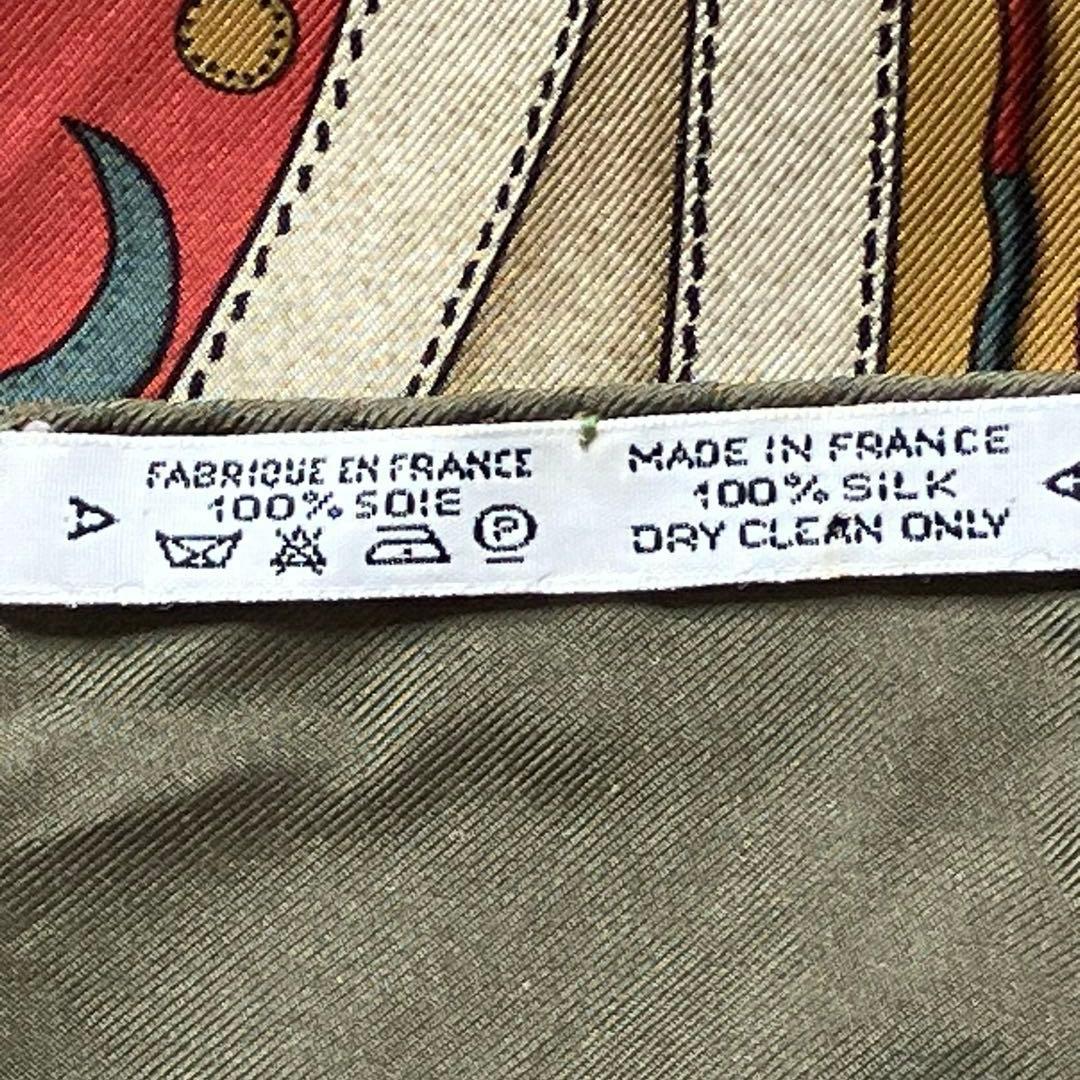 FABRIQUE EN FRANCE
100% SOIE
A
P
MADE IN FRANCE
100% SILK
DRY CLEAN ONLY